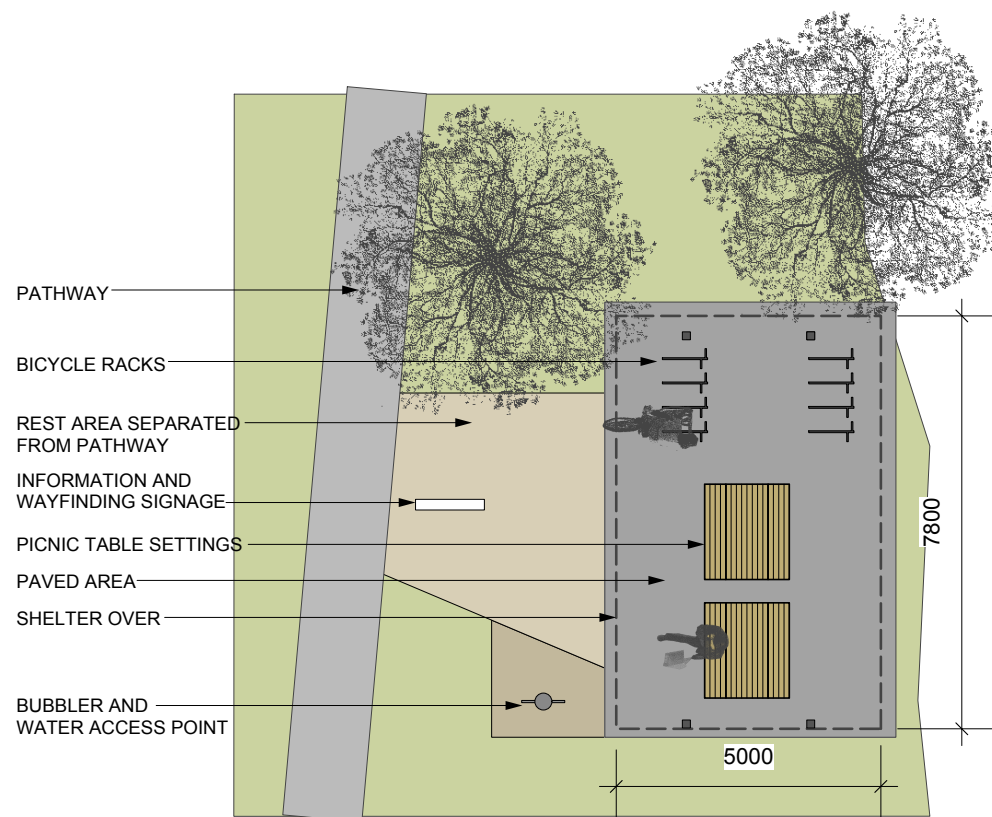 PATHWAY
BICYCLE RACKS
REST AREA SEPARATED
FROM PATHWAY
INFORMATION AND
WAYFINDING SIGNAGE
PICNIC TABLE SETTINGS
PAVED AREA
SHELTER OVER
BUBBLER AND
WATER ACCESS POINT
7800
5000